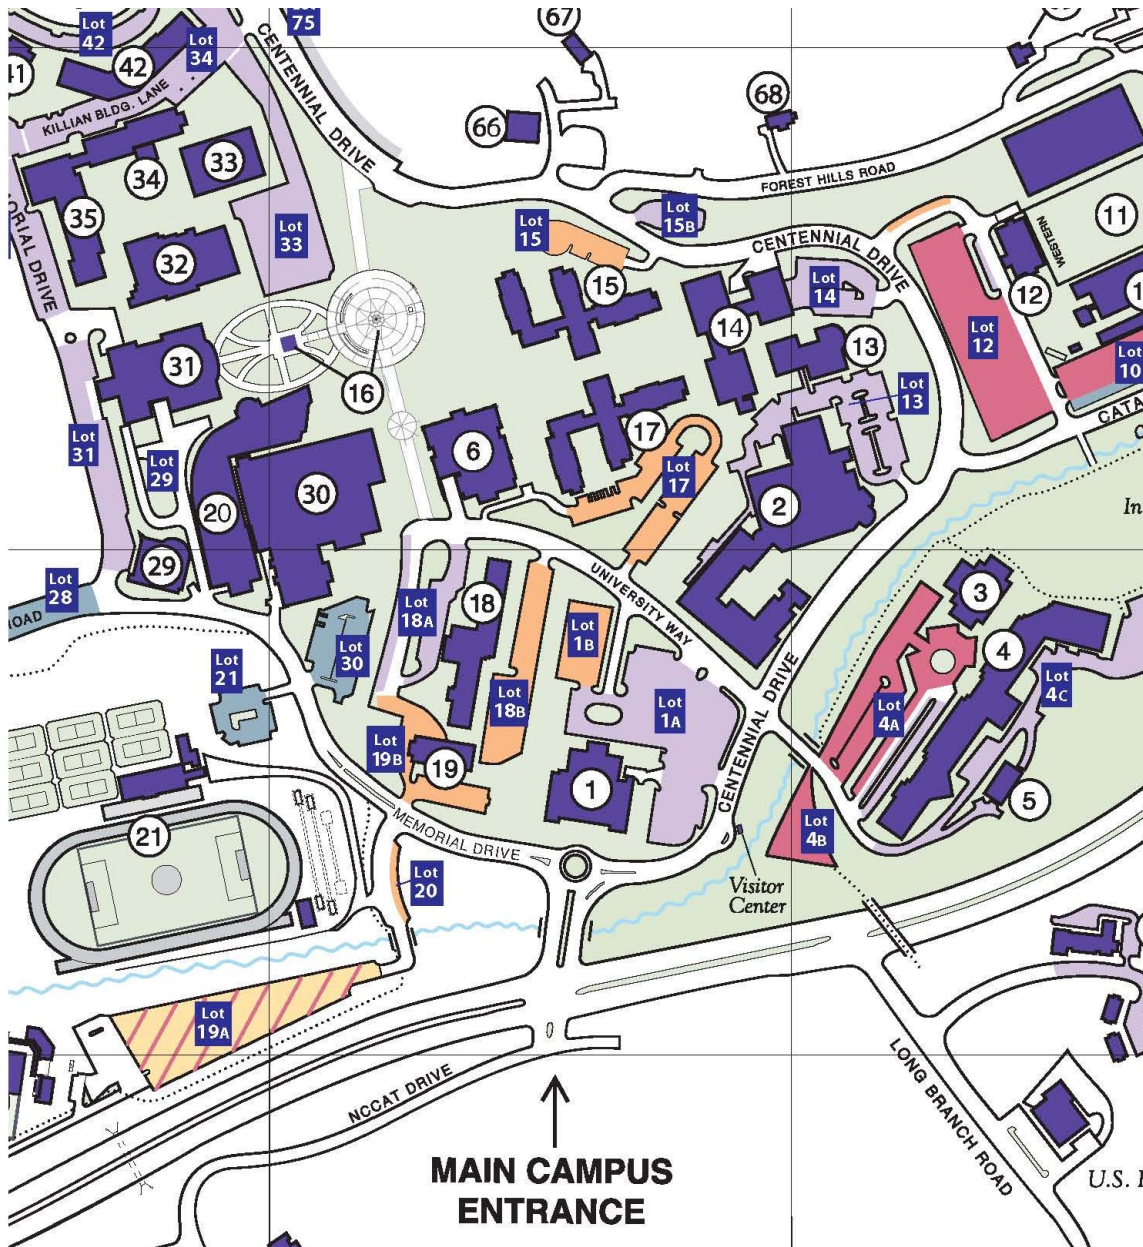 67
Lot
75
Lot
42
Lot
34
42
41
CENTENNIAL DRIVE
KILLIAN BLDG. LANE
66
68
33
34
35
FOREST HILLS ROAD
Lot
15
Lot
15B
CENTENNIAL DRIVE
WESTERN
11
Lot
33
32
15
Lot
14
12
14
Lot
12
13
Lot
10
31
16
Lot
13
Lot
31
Lot
29
6
17
Lot
17
30
20
2
29
Lot
28
ROAD
UNIVERSITY WAY
3
18
Lot
18A
Lot
1B
Lot
30
4
Lot
4C
Lot
21
Lot
18B
Lot
1A
Lot
4A
CENTENNIAL DRIVE
Lot
19B
19
1
5
21
MEMORIAL DRIVE
Lot
4B
Lot
20
Visitor
Center
Lot
19A
NCCAT DRIVE
LONG BRANCH ROAD
MAIN CAMPUS
ENTRANCE
U.S.